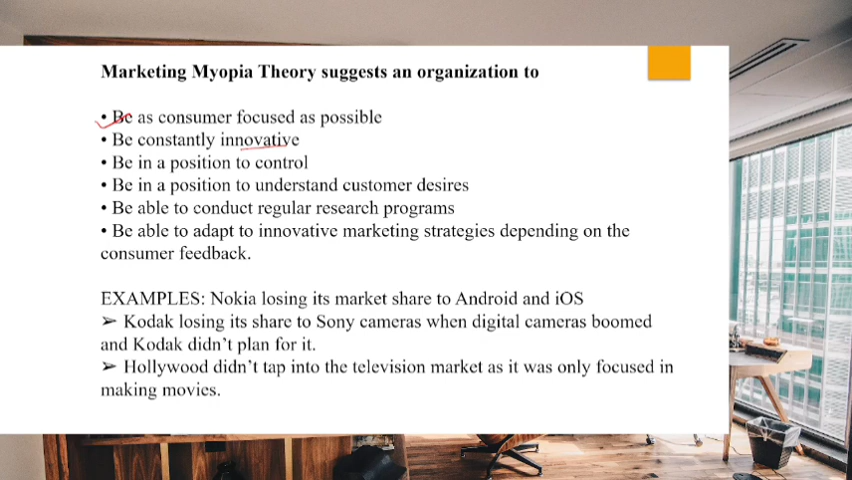 Marketing Myopia Theory suggests an organization to
• Be as consumer focused as possible
• Be constantly innovative
• Be in a position to control
• Be in a position to understand customer desires
• Be able to conduct regular research programs
• Be able to adapt to innovative marketing strategies depending on the
consumer feedback.
EXAMPLES: Nokia losing its market share to Android and iOS
➢ Kodak losing its share to Sony cameras when digital cameras boomed
and Kodak didn’t plan for it.
➢ Hollywood didn’t tap into the television market as it was only focused in
making movies.